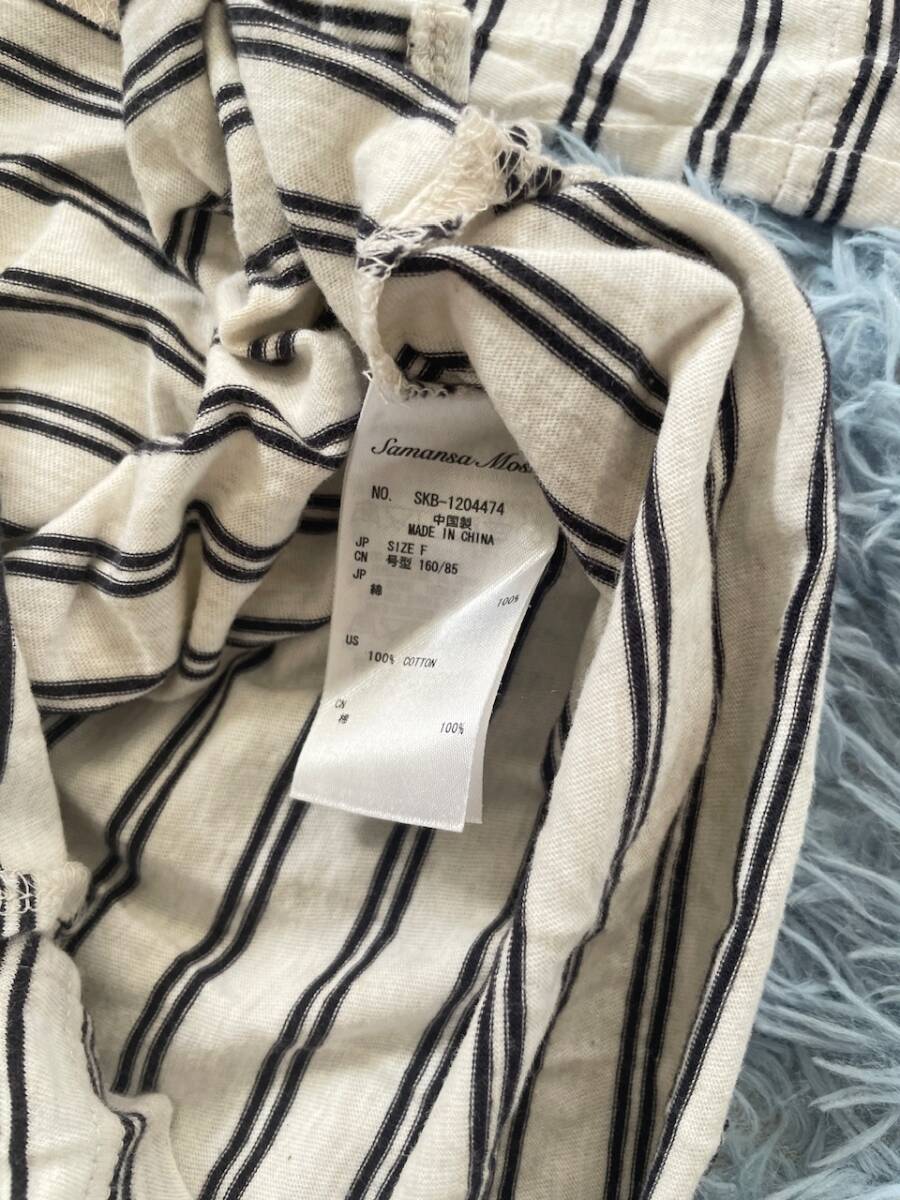 Samansa Mos
NO. SKB-1204474
中国製
MADE IN CHINA
JP SIZE F
CN 号型 160/85
JP
綿 100%
US
100% COTTON
CN
棉 100%